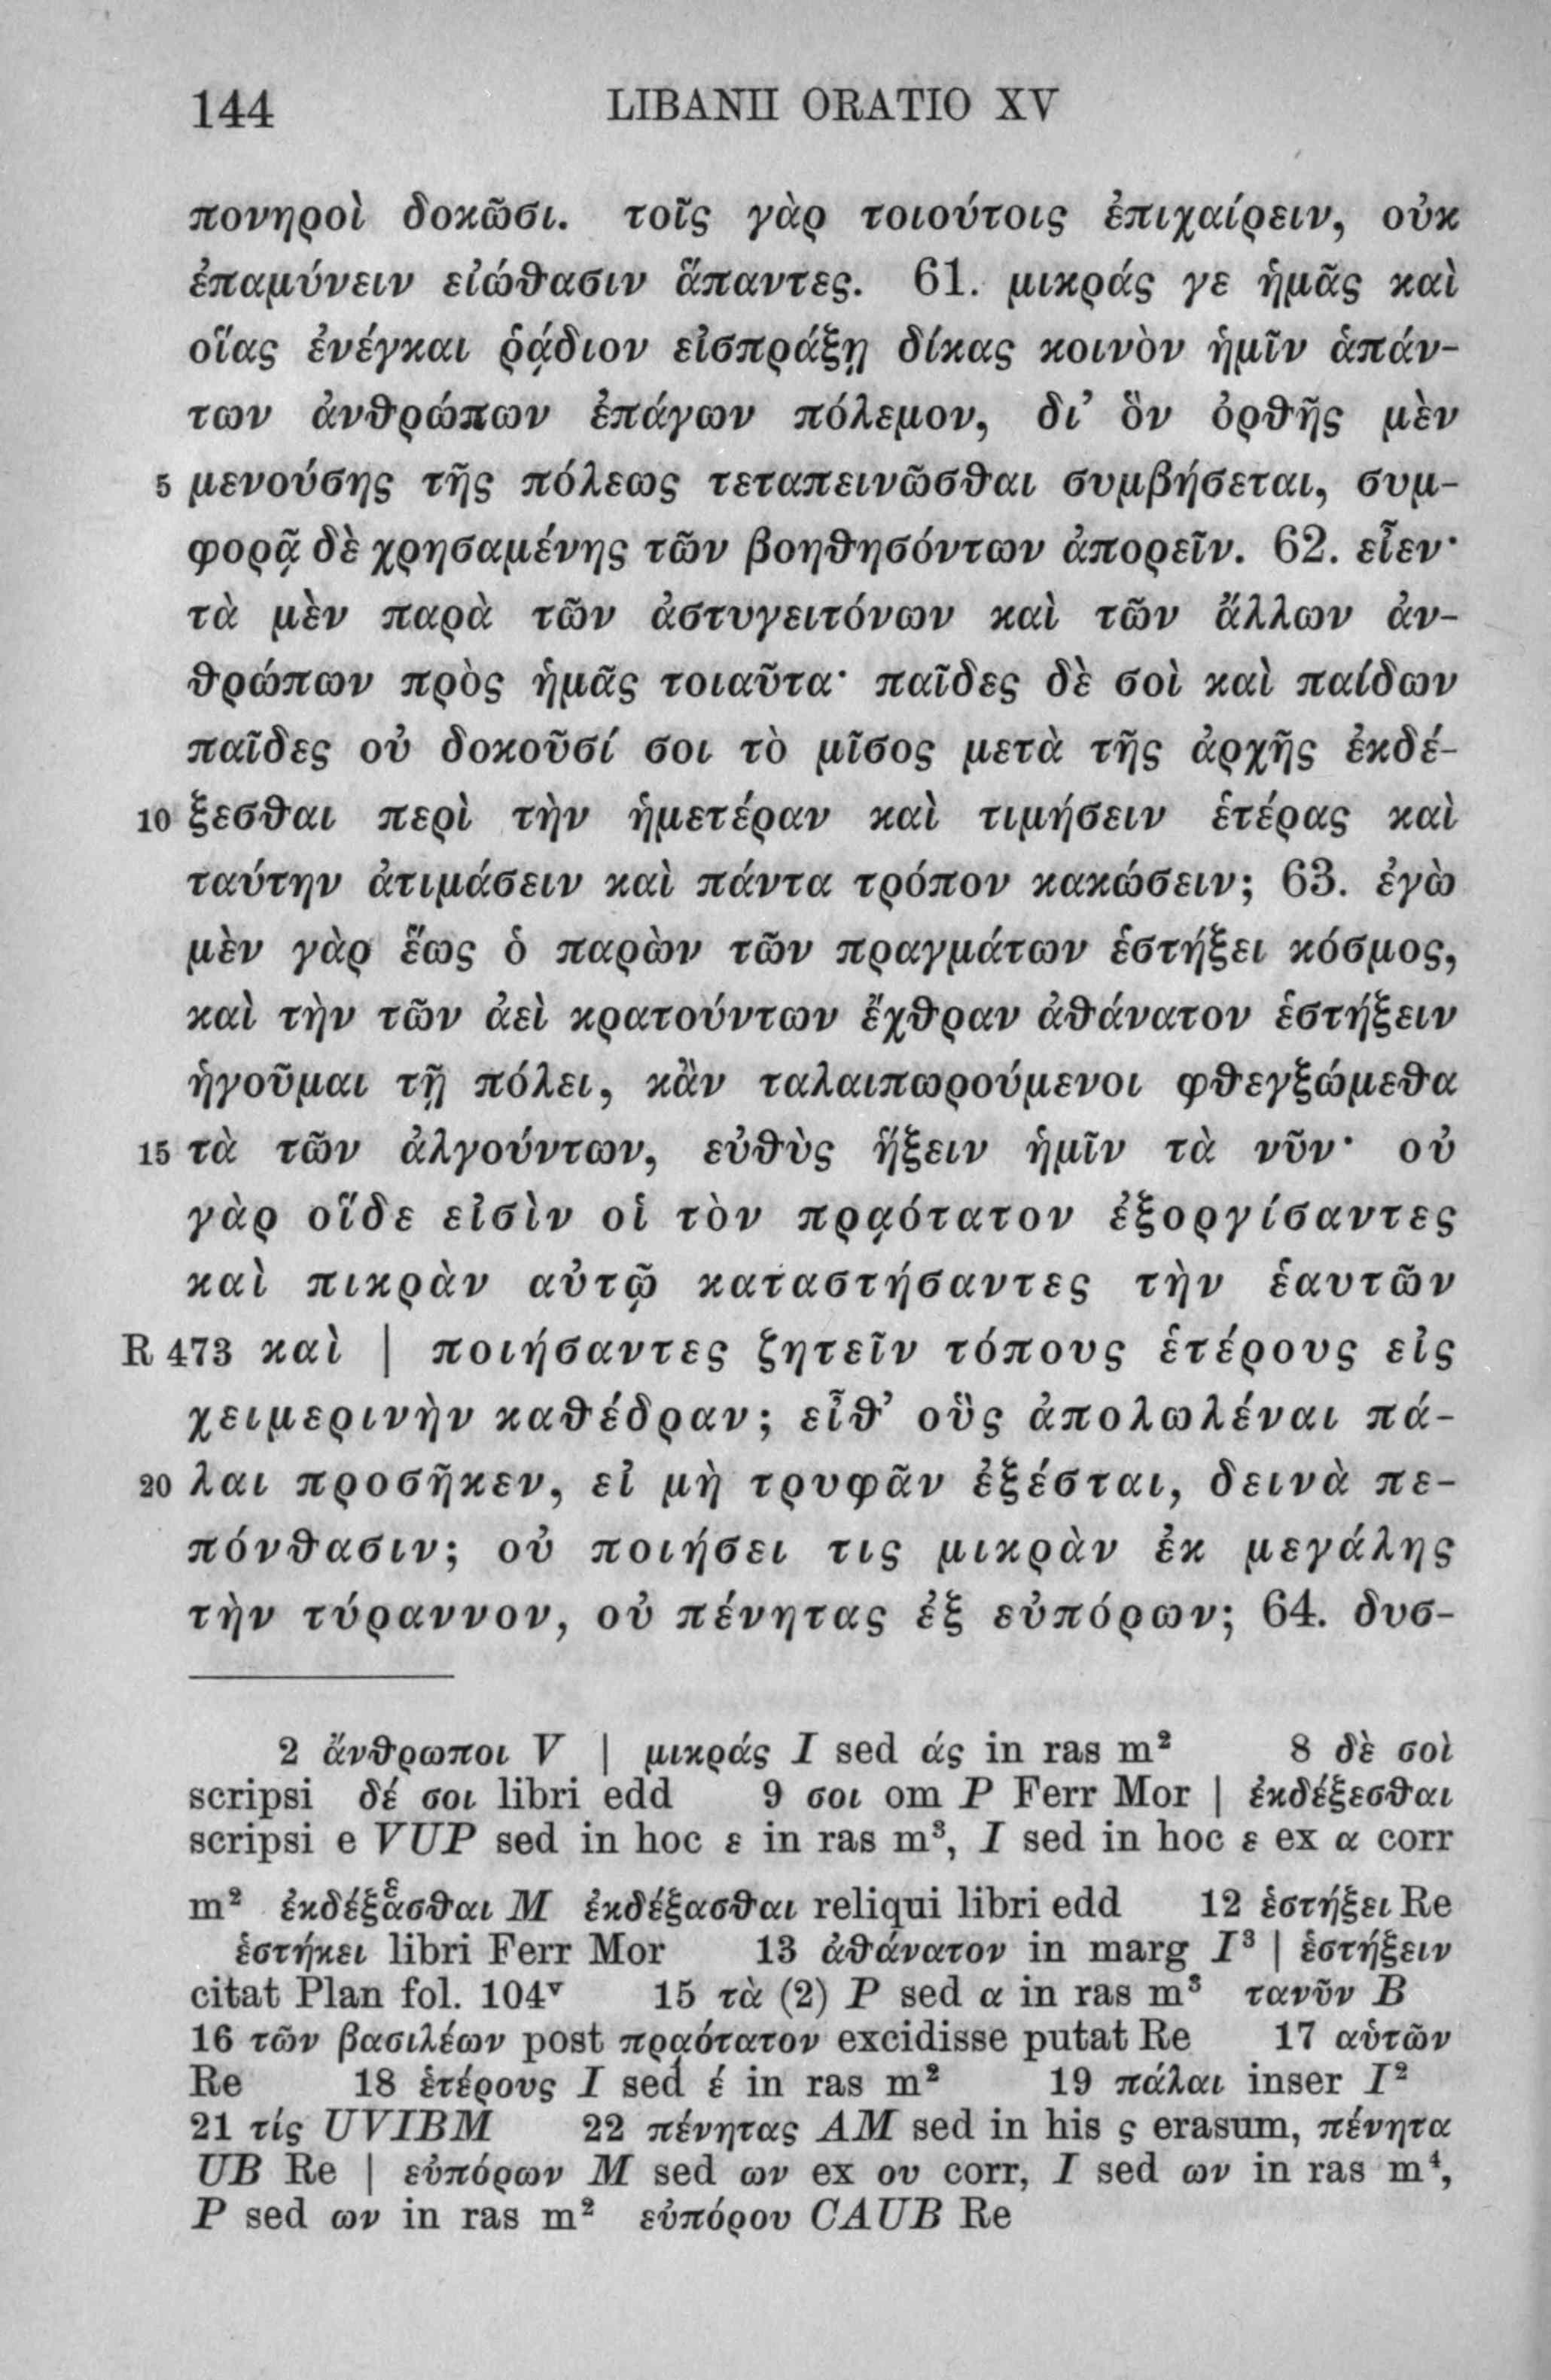 144 LIBANII ORATIO XV
πονηροὶ δοκῶσι. τοῖς γὰρ τοιούτοις ἐπιχαίρειν, οὐκ
ἐπαμύνειν εἰώθασιν ἅπαντες. 61. μικράς γε ἡμᾶς καὶ
οἵας ἐνέγκαι ῥᾴδιον εἰσπράξῃ δίκας κοινὸν ἡμῖν ἁπάν-
των ἀνθρώπων ἐπάγων πόλεμον, δι’ ὃν ὀρθῆς μὲν
5 μενούσης τῆς πόλεως τεταπεινῶσθαι συμβήσεται, συμ-
φορᾷ δὲ χρησαμένης τῶν βοηθησόντων ἀπορεῖν. 62. εἶεν·
τὰ μὲν παρὰ τῶν ἀστυγειτόνων καὶ τῶν ἄλλων ἀν-
θρώπων πρὸς ἡμᾶς τοιαῦτα· παῖδες δὲ σοὶ καὶ παίδων
παῖδες οὐ δοκοῦσί σοι τὸ μῖσος μετὰ τῆς ἀρχῆς ἐκδέ-
10 ξεσθαι περὶ τὴν ἡμετέραν καὶ τιμήσειν ἑτέρας καὶ
ταύτην ἀτιμάσειν καὶ πάντα τρόπον κακώσειν; 63. ἐγὼ
μὲν γὰρ ἕως ὁ παρὼν τῶν πραγμάτων ἑστήξει κόσμος,
καὶ τὴν τῶν ἀεὶ κρατούντων ἔχθραν ἀθάνατον ἑστήξειν
ἡγοῦμαι τῇ πόλει, κἂν ταλαιπωρούμενοι φθεγξώμεθα
15 τὰ τῶν ἀλγούντων, εὐθὺς ἥξειν ἡμῖν τὰ νῦν· οὐ
γὰρ οἵδε εἰσὶν οἱ τὸν πρᾳότατον ἐξοργίσαντες
καὶ πικρὰν αὐτῷ καταστήσαντες τὴν ἑαυτῶν
R 473 καὶ | ποιήσαντες ζητεῖν τόπους ἑτέρους εἰς
χειμερινὴν καθέδραν; εἶθ’ οὓς ἀπολωλέναι πά-
20 λαι προσῆκεν, εἰ μὴ τρυφᾶν ἐξέσται, δεινὰ πε-
πόνθασιν; οὐ ποιήσει τις μικρὰν ἐκ μεγάλης
τὴν τύραννον, οὐ πένητας ἐξ εὐπόρων; 64. δυσ-
2 ἄνθρωποι V | μικράς I sed άς in ras m² 8 δὲ σοὶ
scripsi δέ σοι libri edd 9 σοι om P Ferr Mor | ἐκδέξεσθαι
scripsi e VUP sed in hoc ε in ras m³, I sed in hoc ε ex α corr
m² ἐκδέξαεσθαι M ἐκδέξασθαι reliqui libri edd 12 ἑστήξει Re
ἑστήκει libri Ferr Mor 13 ἀθάνατον in marg I³ | ἑστήξειν
citat Plan fol. 104ᵛ 15 τὰ (2) P sed α in ras m³ τανῦν B
16 τῶν βασιλέων post πρᾳότατον excidisse putat Re 17 αὑτῶν
Re 18 ἑτέρους I sed έ in ras m² 19 πάλαι inser I²
21 τίς UVIBM 22 πένητας AM sed in his ς erasum, πένητα
UB Re | εὐπόρων M sed ων ex ου corr, I sed ων in ras m⁴,
P sed ων in ras m² εὐπόρου CAUB Re